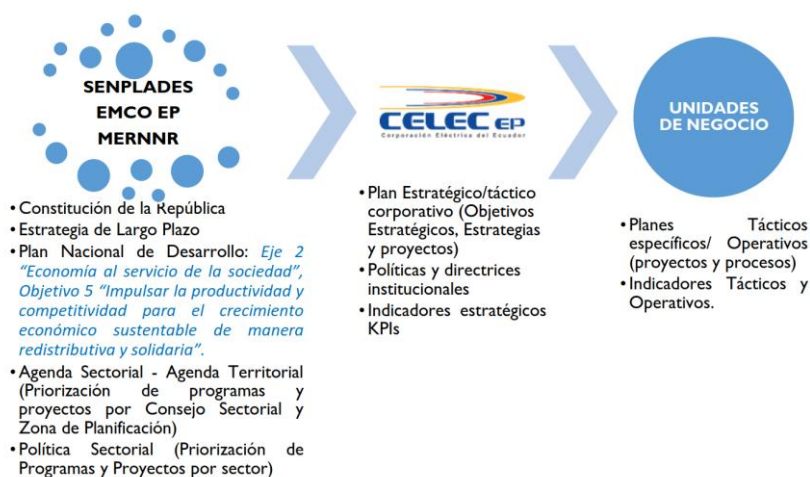 SENPLADES
EMCO EP
MERNNR
• Constitución de la República
• Estrategia de Largo Plazo
• Plan Nacional de Desarrollo: Eje 2
“Economía al servicio de la sociedad”,
Objetivo 5 “Impulsar la productividad y
competitividad para el crecimiento
económico sustentable de manera
redistributiva y solidaria”.
• Agenda Sectorial - Agenda Territorial
(Priorización de programas y
proyectos por Consejo Sectorial y
Zona de Planificación)
• Política Sectorial (Priorización de
Programas y Proyectos por sector)
CELEC EP
Corporación Eléctrica del Ecuador
• Plan Estratégico/táctico
corporativo (Objetivos
Estratégicos, Estrategias
y proyectos)
• Políticas y directrices
institucionales
• Indicadores estratégicos
KPIs
UNIDADES
DE NEGOCIO
• Planes Tácticos
específicos/ Operativos
(proyectos y procesos)
• Indicadores Tácticos y
Operativos.